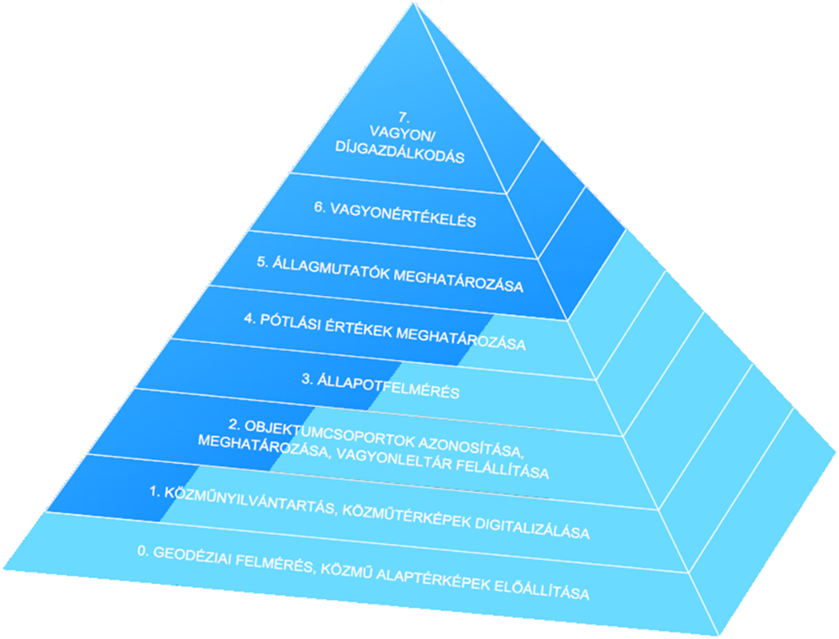 7.
VAGYON/
DÍJGAZDÁLKODÁS
6. VAGYONÉRTÉKELÉS
5. ÁLLAGMUTATÓK MEGHATÁROZÁSA
4. PÓTLÁSI ÉRTÉKEK MEGHATÁROZÁSA
3. ÁLLAPOTFELMÉRÉS
2. OBJEKTUMCSOPORTOK AZONOSÍTÁSA,
MEGHATÁROZÁSA, VAGYONLELTÁR FELÁLLÍTÁSA
1. KÖZMŰNYILVÁNTARTÁS, KÖZMŰTÉRKÉPEK DIGITALIZÁLÁSA
0. GEODÉZIAI FELMÉRÉS, KÖZMŰ ALAPTÉRKÉPEK ELŐÁLLÍTÁSA